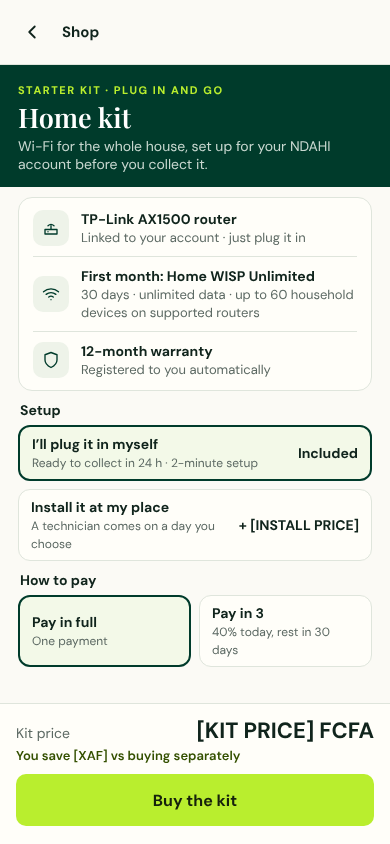 Shop
STARTER KIT · PLUG IN AND GO
Home kit
Wi-Fi for the whole house, set up for your NDAHI
account before you collect it.
TP-Link AX1500 router
Linked to your account · just plug it in
First month: Home WISP Unlimited
30 days · unlimited data · up to 60 household
devices on supported routers
12-month warranty
Registered to you automatically
Setup
I'll plug it in myself
Ready to collect in 24 h · 2-minute setup
Included
Install it at my place
A technician comes on a day you
choose
+ [INSTALL PRICE]
How to pay
Pay in full
One payment
Pay in 3
40% today, rest in 30
days
Kit price
[KIT PRICE] FCFA
You save [XAF] vs buying separately
Buy the kit